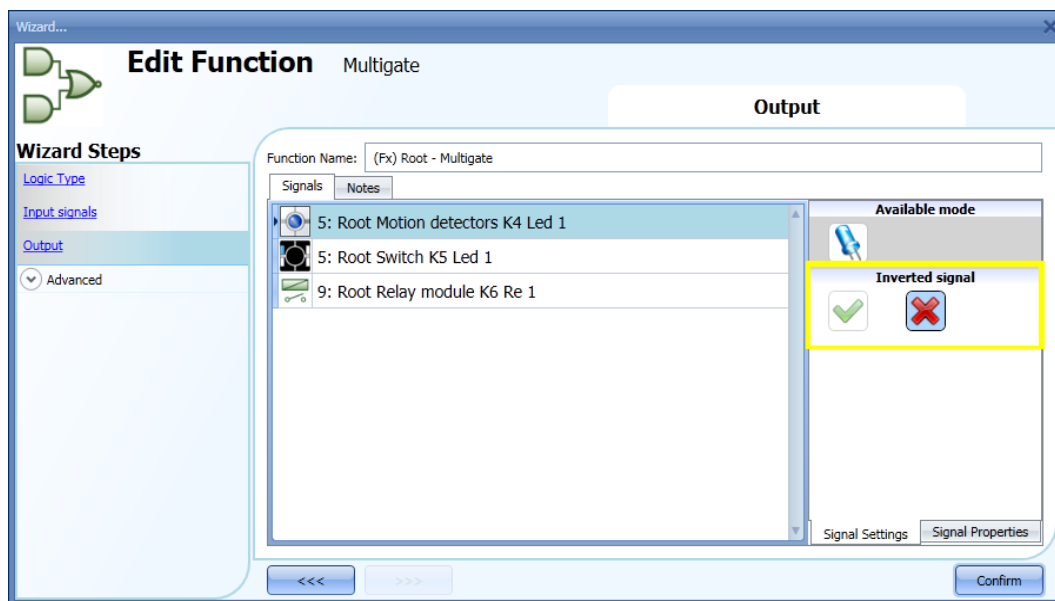 Wizard...
Edit Function Multigate
Output
Wizard Steps
Logic Type
Input signals
Output
Advanced
Function Name: (Fx) Root - Multigate
Signals Notes
5: Root Motion detectors K4 Led 1
5: Root Switch K5 Led 1
9: Root Relay module K6 Re 1
Available mode
Inverted signal
Signal Settings Signal Properties
<<< >>> Confirm